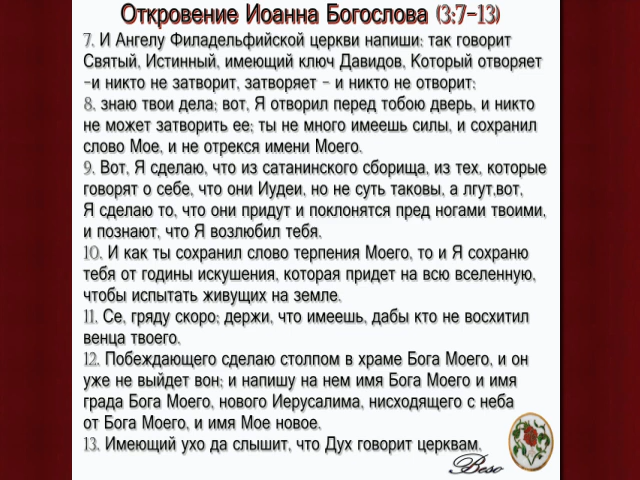 Откровение Иоанна Богослова (3:7-13)
7. И Ангелу Филадельфийской церкви напиши: так говорит
Святый, Истинный, имеющий ключ Давидов, Который отворяет
-и никто не затворит, затворяет - и никто не отворит:
8. знаю твои дела; вот, Я отворил перед тобою дверь, и никто
не может затворить ее; ты не много имеешь силы, и сохранил
слово Мое, и не отрекся имени Моего.
9. Вот, Я сделаю, что из сатанинского сборища, из тех, которые
говорят о себе, что они Иудеи, но не суть таковы, а лгут,вот,
Я сделаю то, что они придут и поклонятся пред ногами твоими,
и познают, что Я возлюбил тебя.
10. И как ты сохранил слово терпения Моего, то и Я сохраню
тебя от годины искушения, которая придет на всю вселенную,
чтобы испытать живущих на земле.
11. Се, гряду скоро; держи, что имеешь, дабы кто не восхитил
венца твоего.
12. Побеждающего сделаю столпом в храме Бога Моего, и он
уже не выйдет вон; и напишу на нем имя Бога Моего и имя
града Бога Моего, нового Иерусалима, нисходящего с неба
от Бога Моего, и имя Мое новое.
13. Имеющий ухо да слышит, что Дух говорит церквам.
Beso